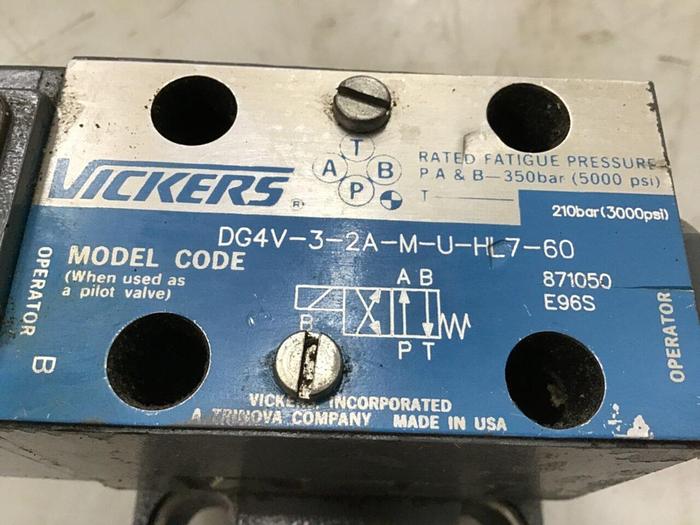 T
A B
P
VICKERS ®
RATED FATIGUE PRESSURE
P A & B—350bar (5000 psi)
T
210bar (3000psi)
DG4V-3-2A-M-U-HL7-60
MODEL CODE
(When used as
a pilot valve)
871050
E96S
OPERATOR B
A B
B
P T
OPERATOR
VICKERS, INCORPORATED
A TRINOVA COMPANY MADE IN USA